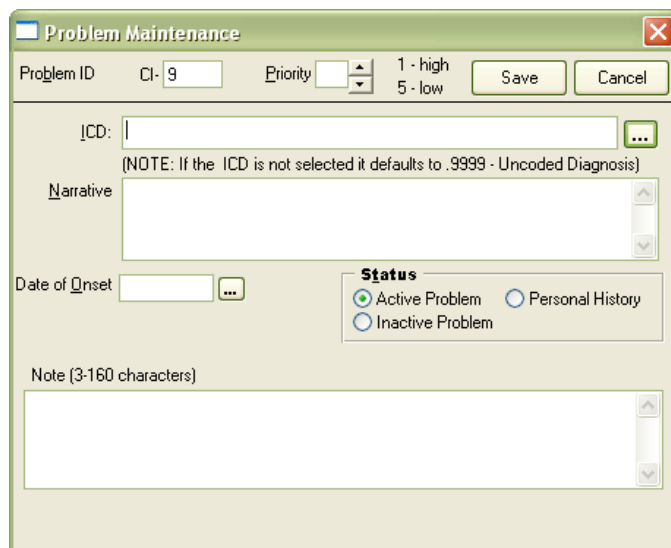 Problem Maintenance
Problem ID CI- 9 Priority 1 - high Save Cancel
5 - low
ICD: ...
(NOTE: If the ICD is not selected it defaults to .9999 - Uncoded Diagnosis)
Narrative
Status
Date of Onset ... Active Problem Personal History
Inactive Problem
Note (3-160 characters)